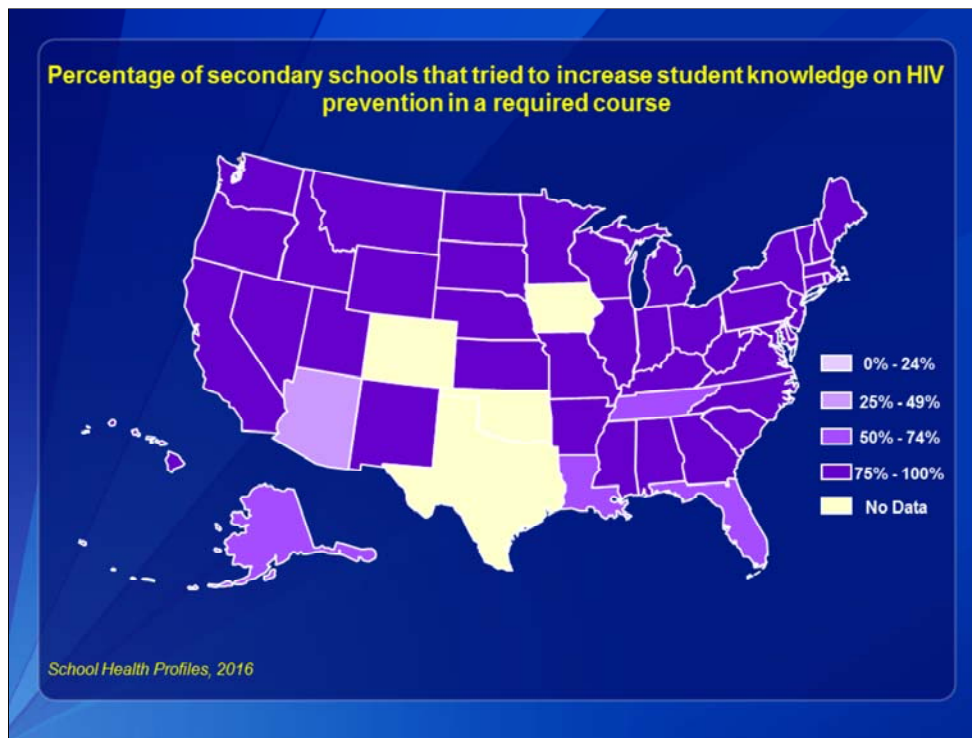 Percentage of secondary schools that tried to increase student knowledge on HIV
prevention in a required course
0% - 24%
25% - 49%
50% - 74%
75% - 100%
No Data
School Health Profiles, 2016